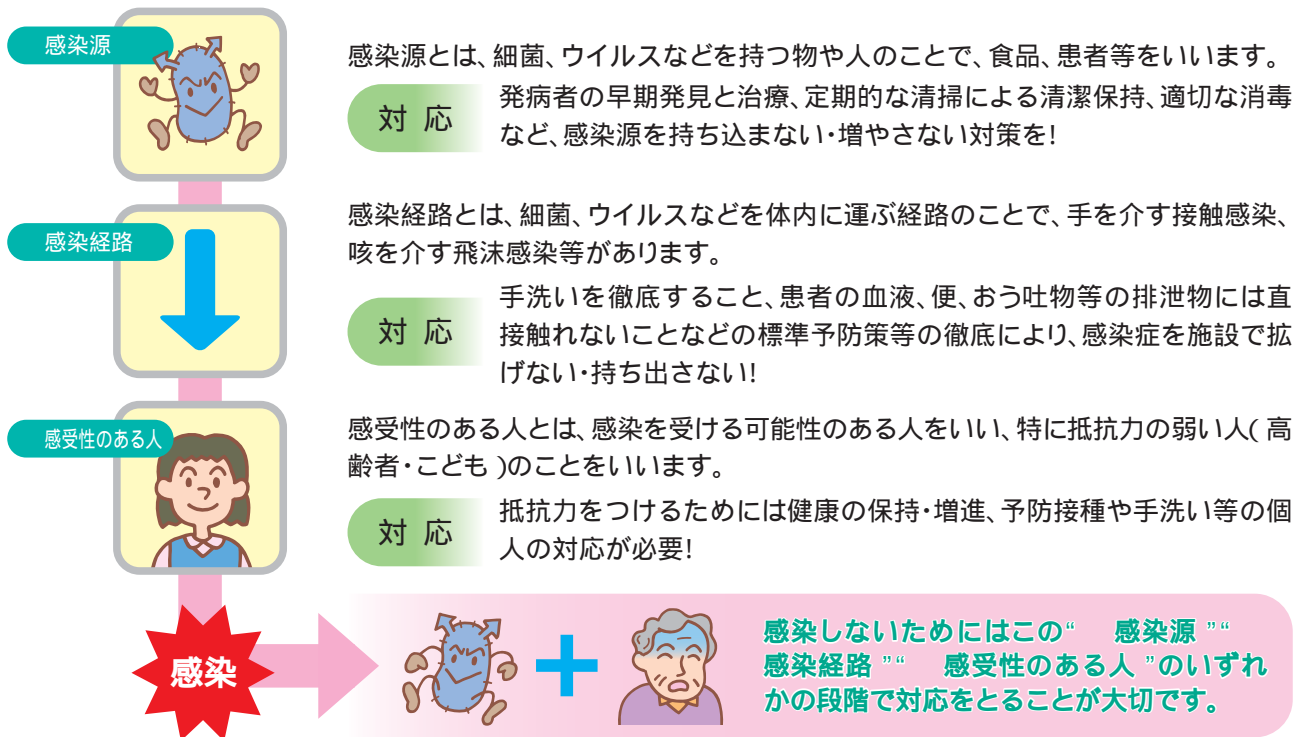 感染源
感染源とは、細菌、ウイルスなどを持つ物や人のことで、食品、患者等をいいます。
対応
発病者の早期発見と治療、定期的な清掃による清潔保持、適切な消毒
など、感染源を持ち込まない・増やさない対策を!
感染経路
感染経路とは、細菌、ウイルスなどを体内に運ぶ経路のことで、手を介す接触感染、
咳を介す飛沫感染等があります。
対応
手洗いを徹底すること、患者の血液、便、おう吐物等の排泄物には直
接触れないことなどの標準予防策等の徹底により、感染症を施設で拡
げない・持ち出さない!
感受性のある人
感受性のある人とは、感染を受ける可能性のある人をいい、特に抵抗力の弱い人( 高
齢者・こども )のことをいいます。
対応
抵抗力をつけるためには健康の保持・増進、予防接種や手洗い等の個
人の対応が必要!
感染
感染しないためにはこの“ 感染源 ”“
感染経路 ”“ 感受性のある人 ”のいずれ
かの段階で対応をとることが大切です。